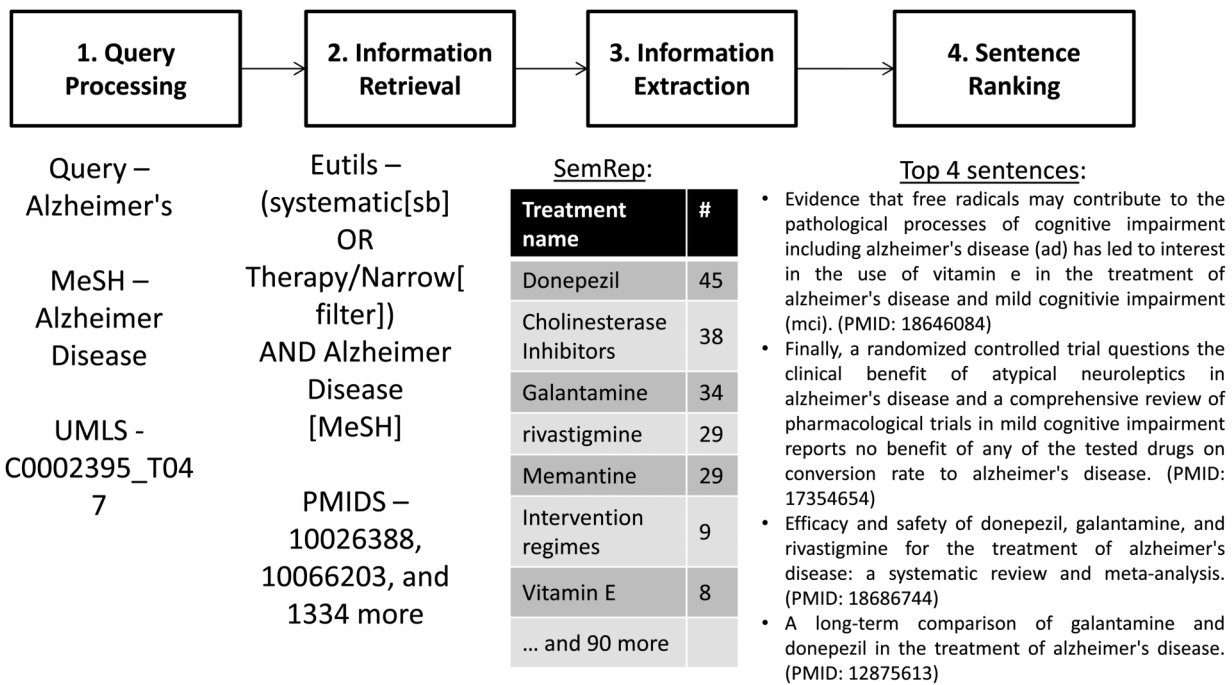 1. Query
Processing
2. Information
Retrieval
3. Information
Extraction
4. Sentence
Ranking
Query –
Alzheimer's
MeSH –
Alzheimer
Disease
UMLS -
C0002395_T04
7
Eutils –
(systematic[sb]
OR
Therapy/Narrow[
filter])
AND Alzheimer
Disease
[MeSH]
PMIDS –
10026388,
10066203, and
1334 more
SemRep:
Treatment name #
Donepezil 45
Cholinesterase Inhibitors 38
Galantamine 34
rivastigmine 29
Memantine 29
Intervention regimes 9
Vitamin E 8
... and 90 more
Top 4 sentences:
• Evidence that free radicals may contribute to the
pathological processes of cognitive impairment
including alzheimer's disease (ad) has led to interest
in the use of vitamin e in the treatment of
alzheimer's disease and mild cognitivie impairment
(mci). (PMID: 18646084)
• Finally, a randomized controlled trial questions the
clinical benefit of atypical neuroleptics in
alzheimer's disease and a comprehensive review of
pharmacological trials in mild cognitive impairment
reports no benefit of any of the tested drugs on
conversion rate to alzheimer's disease. (PMID:
17354654)
• Efficacy and safety of donepezil, galantamine, and
rivastigmine for the treatment of alzheimer's
disease: a systematic review and meta-analysis.
(PMID: 18686744)
• A long-term comparison of galantamine and
donepezil in the treatment of alzheimer's disease.
(PMID: 12875613)